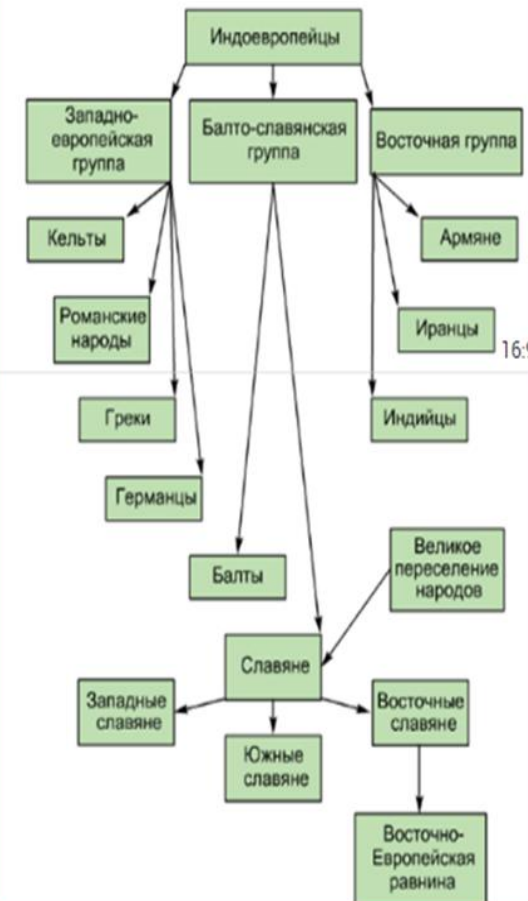 Индоевропейцы
Западно-
европейская
группа
Балто-славянская
группа
Восточная группа
Кельты
Армяне
Романские
народы
Иранцы
Греки
Индийцы
Германцы
Великое
переселение
народов
Балты
Славяне
Западные
славяне
Восточные
славяне
Южные
славяне
Восточно-
Европейская
равнина